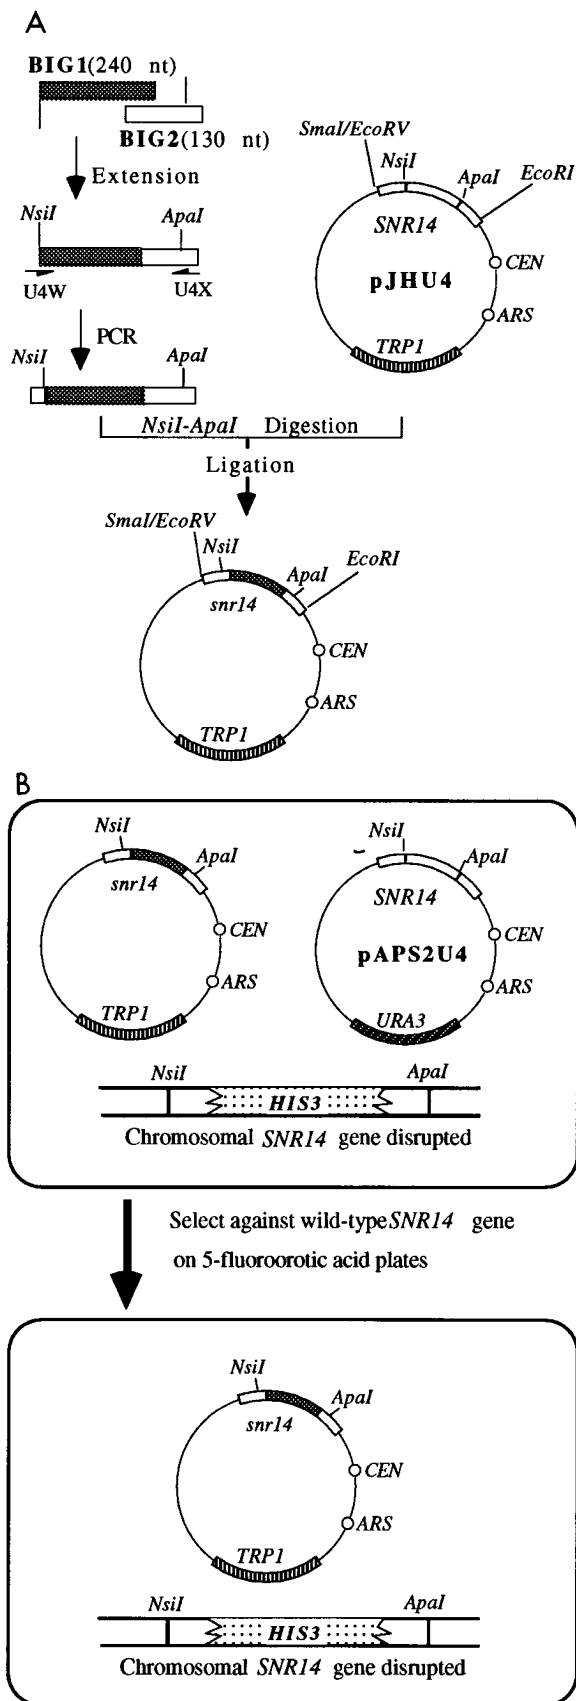 A
BIG1(240 nt)
BIG2(130 nt)
Extension
NsiI
ApaI
U4W
U4X
PCR
NsiI
ApaI
SmaI/EcoRV
NsiI
ApaI
EcoRI
SNR14
pJHU4
CEN
ARS
TRP1
NsiI-ApaI Digestion
Ligation
SmaI/EcoRV
NsiI
ApaI
EcoRI
snr14
CEN
ARS
TRP1
B
NsiI
ApaI
snr14
CEN
ARS
TRP1
NsiI
ApaI
SNR14
pAPS2U4
CEN
ARS
URA3
NsiI
ApaI
HIS3
Chromosomal SNR14 gene disrupted
Select against wild-type SNR14 gene
on 5-fluoroorotic acid plates
NsiI
ApaI
snr14
CEN
ARS
TRP1
NsiI
ApaI
HIS3
Chromosomal SNR14 gene disrupted